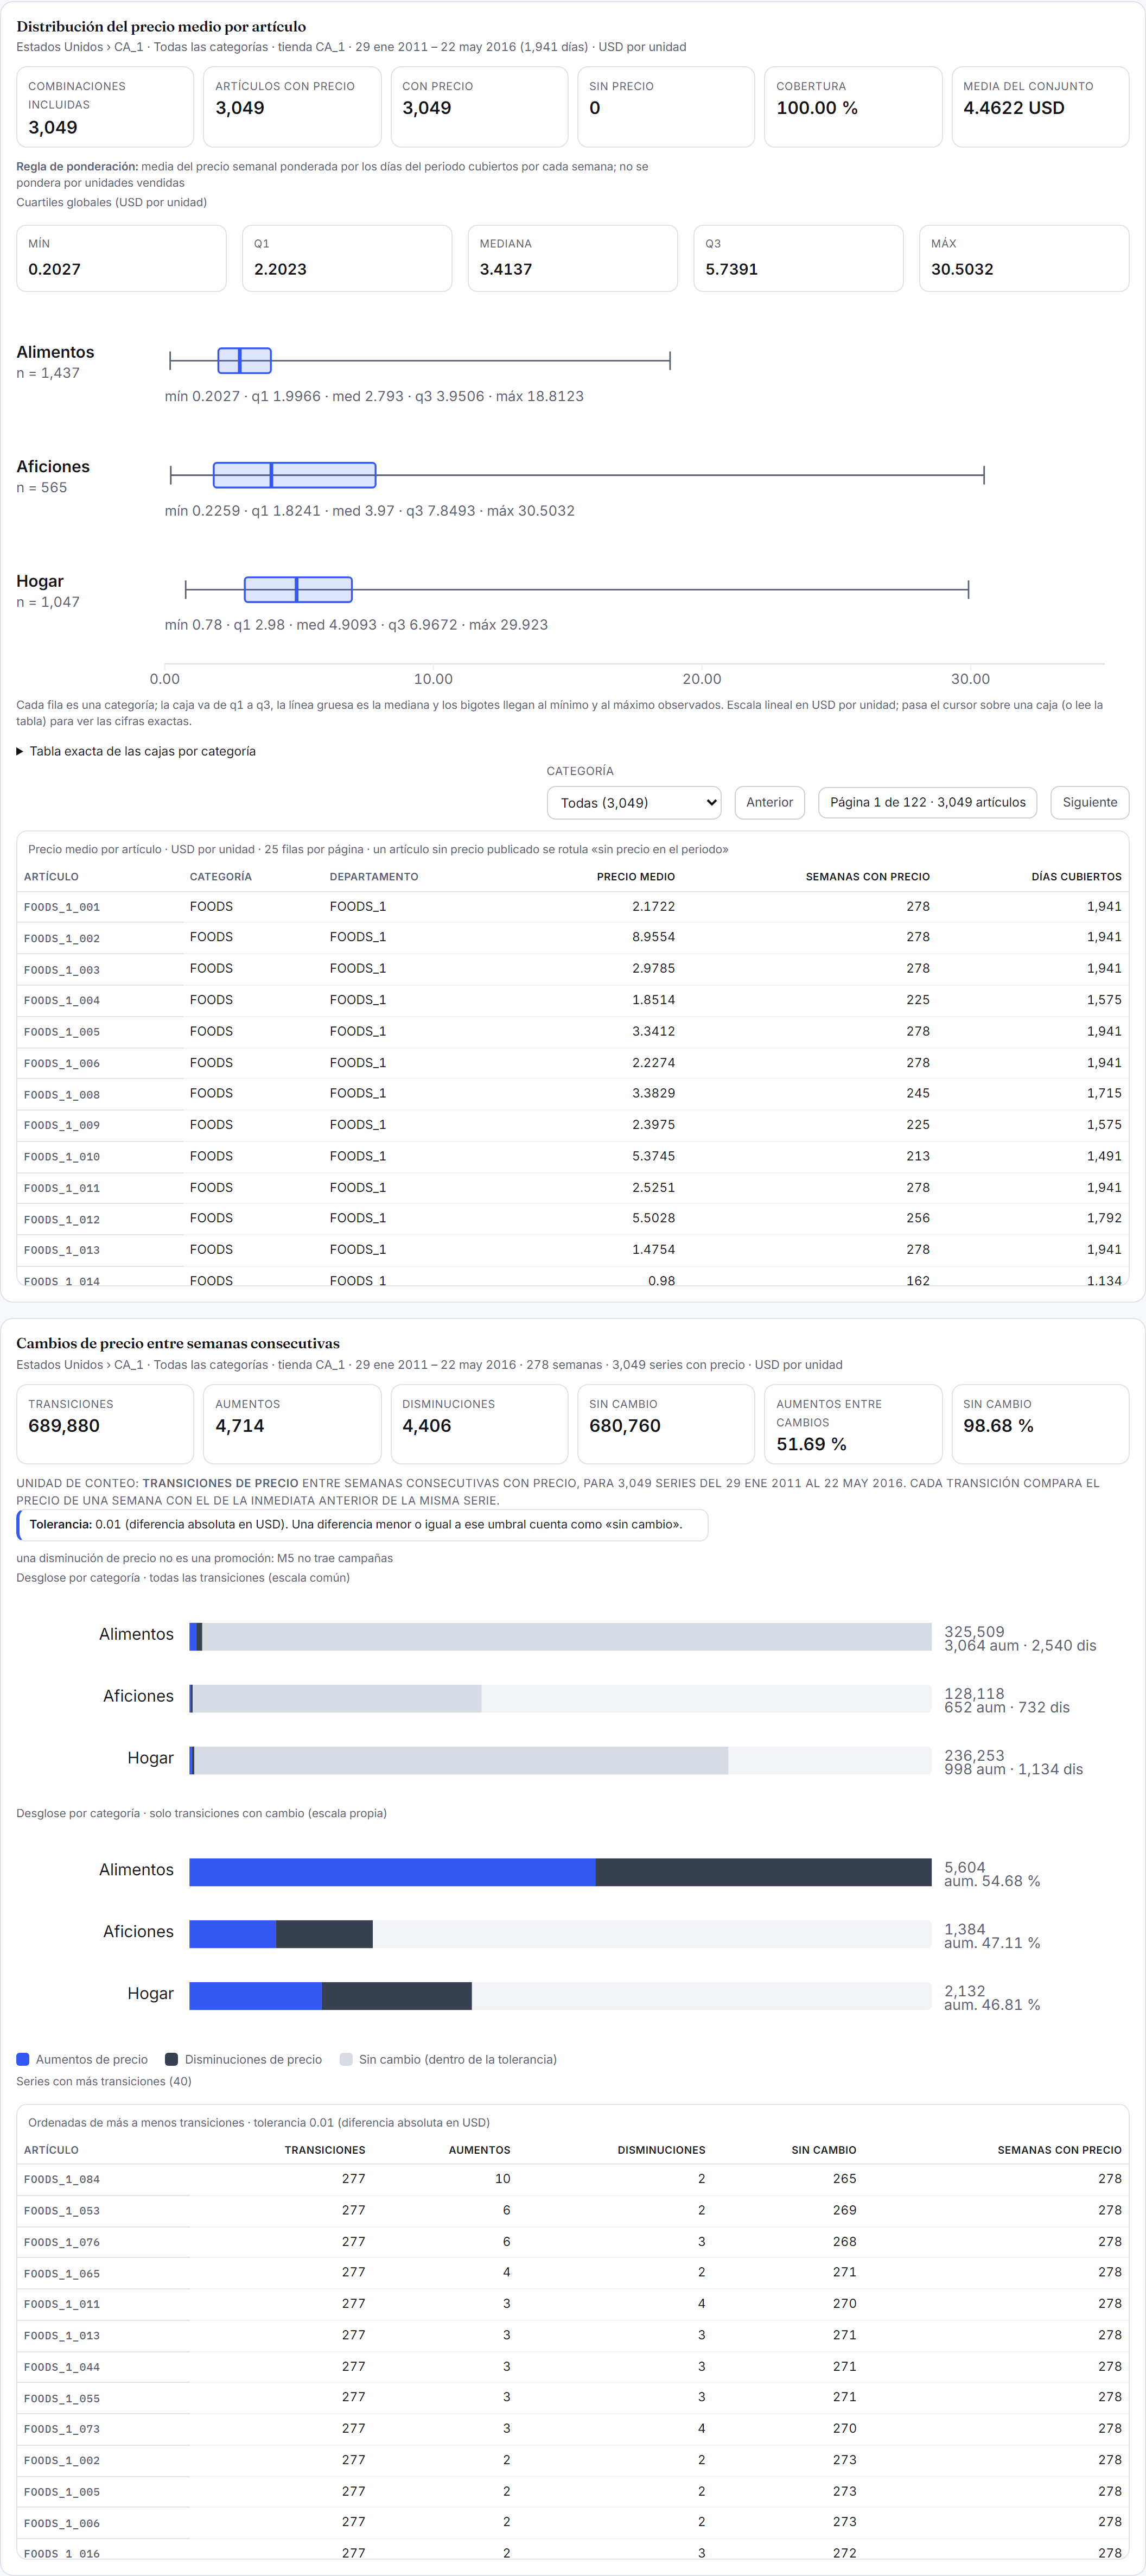 Distribución del precio medio por artículo
Estados Unidos › CA_1 · Todas las categorías · tienda CA_1 · 29 ene 2011 – 22 may 2016 (1,941 días) · USD por unidad
COMBINACIONES INCLUIDAS
3,049
ARTÍCULOS CON PRECIO
3,049
CON PRECIO
3,049
SIN PRECIO
0
COBERTURA
100.00 %
MEDIA DEL CONJUNTO
4.4622 USD
Regla de ponderación: media del precio semanal ponderada por los días del periodo cubiertos por cada semana; no se
pondera por unidades vendidas
Cuartiles globales (USD por unidad)
MÍN
0.2027
Q1
2.2023
MEDIANA
3.4137
Q3
5.7391
MÁX
30.5032
Alimentos
n = 1,437
mín 0.2027 · q1 1.9966 · med 2.793 · q3 3.9506 · máx 18.8123
Aficiones
n = 565
mín 0.2259 · q1 1.8241 · med 3.97 · q3 7.8493 · máx 30.5032
Hogar
n = 1,047
mín 0.78 · q1 2.98 · med 4.9093 · q3 6.9672 · máx 29.923
0.00 10.00 20.00 30.00
Cada fila es una categoría; la caja va de q1 a q3, la línea gruesa es la mediana y los bigotes llegan al mínimo y al máximo observados. Escala lineal en USD por unidad; pasa el cursor sobre una caja (o lee la
tabla) para ver las cifras exactas.
▶ Tabla exacta de las cajas por categoría
CATEGORÍA
Todas (3,049) Anterior Página 1 de 122 · 3,049 artículos Siguiente
Precio medio por artículo · USD por unidad · 25 filas por página · un artículo sin precio publicado se rotula «sin precio en el periodo»
ARTÍCULO CATEGORÍA DEPARTAMENTO PRECIO MEDIO SEMANAS CON PRECIO DÍAS CUBIERTOS
FOODS_1_001 FOODS FOODS_1 2.1722 278 1,941
FOODS_1_002 FOODS FOODS_1 8.9554 278 1,941
FOODS_1_003 FOODS FOODS_1 2.9785 278 1,941
FOODS_1_004 FOODS FOODS_1 1.8514 225 1,575
FOODS_1_005 FOODS FOODS_1 3.3412 278 1,941
FOODS_1_006 FOODS FOODS_1 2.2274 278 1,941
FOODS_1_008 FOODS FOODS_1 3.3829 245 1,715
FOODS_1_009 FOODS FOODS_1 2.3975 225 1,575
FOODS_1_010 FOODS FOODS_1 5.3745 213 1,491
FOODS_1_011 FOODS FOODS_1 2.5251 278 1,941
FOODS_1_012 FOODS FOODS_1 5.5028 256 1,792
FOODS_1_013 FOODS FOODS_1 1.4754 278 1,941
FOODS_1_014 FOODS FOODS_1 0.98 162 1,134
Cambios de precio entre semanas consecutivas
Estados Unidos › CA_1 · Todas las categorías · tienda CA_1 · 29 ene 2011 – 22 may 2016 · 278 semanas · 3,049 series con precio · USD por unidad
TRANSICIONES
689,880
AUMENTOS
4,714
DISMINUCIONES
4,406
SIN CAMBIO
680,760
AUMENTOS ENTRE CAMBIOS
51.69 %
SIN CAMBIO
98.68 %
UNIDAD DE CONTEO: TRANSICIONES DE PRECIO ENTRE SEMANAS CONSECUTIVAS CON PRECIO, PARA 3,049 SERIES DEL 29 ENE 2011 AL 22 MAY 2016. CADA TRANSICIÓN COMPARA EL
PRECIO DE UNA SEMANA CON EL DE LA INMEDIATA ANTERIOR DE LA MISMA SERIE.
Tolerancia: 0.01 (diferencia absoluta en USD). Una diferencia menor o igual a ese umbral cuenta como «sin cambio».
una disminución de precio no es una promoción: M5 no trae campañas
Desglose por categoría · todas las transiciones (escala común)
Alimentos
325,509
3,064 aum · 2,540 dis
Aficiones
128,118
652 aum · 732 dis
Hogar
236,253
998 aum · 1,134 dis
Desglose por categoría · solo transiciones con cambio (escala propia)
Alimentos
5,604
aum. 54.68 %
Aficiones
1,384
aum. 47.11 %
Hogar
2,132
aum. 46.81 %
Aumentos de precio Disminuciones de precio Sin cambio (dentro de la tolerancia)
Series con más transiciones (40)
Ordenadas de más a menos transiciones · tolerancia 0.01 (diferencia absoluta en USD)
ARTÍCULO TRANSICIONES AUMENTOS DISMINUCIONES SIN CAMBIO SEMANAS CON PRECIO
FOODS_1_084 277 10 2 265 278
FOODS_1_053 277 6 2 269 278
FOODS_1_076 277 6 3 268 278
FOODS_1_065 277 4 2 271 278
FOODS_1_011 277 3 4 270 278
FOODS_1_013 277 3 3 271 278
FOODS_1_044 277 3 3 271 278
FOODS_1_055 277 3 3 271 278
FOODS_1_073 277 3 4 270 278
FOODS_1_002 277 2 2 273 278
FOODS_1_005 277 2 2 273 278
FOODS_1_006 277 2 2 273 278
FOODS_1_016 277 2 3 272 278